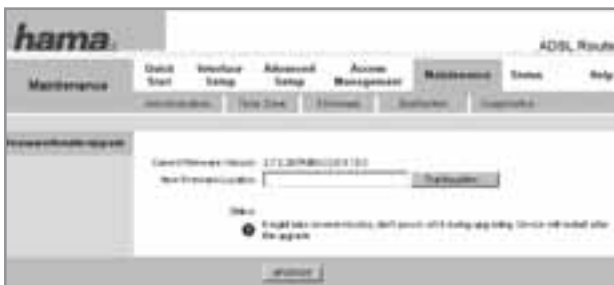 hama.
ADSL Route
Maintenance
Quick Start
Interface Setup
Advanced Setup
Access Management
Maintenance
Status
Help
Administration
Time Zone
Firmware
SysRestart
Diagnostics
Current Firmware Version:
New Firmware Location:
Status:
It might take several minutes, don't power off it during upgrading. Device will restart after
the upgrade.
UPGRADE